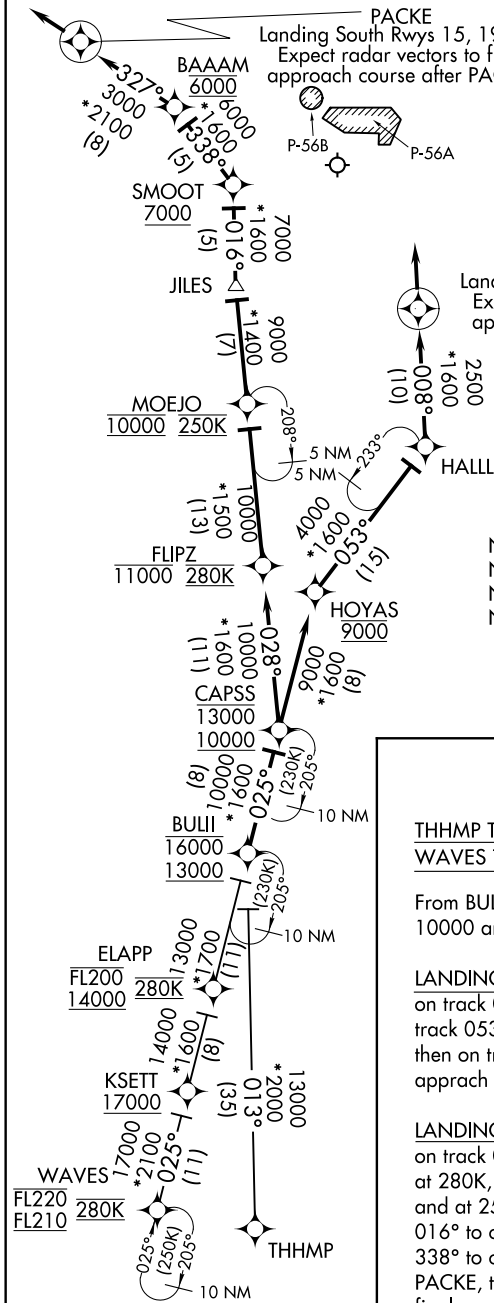 PACKE
Landing South Rwys 15, 19
Expect radar vectors to f
approach course after PAC
327°
3000
*2100
(8)
BAAAM
6000
6000
*1600
338°
(5)
P-56B
P-56A
SMOOT
7000
7000
*1600
016°
(5)
JILES
Lan
Ex
ap
9000
*1400
(7)
2500
*1600
008°
(10)
MOEJO
10000 250K
208°
5 NM
5 NM
233°
HALLL
10000
*1500
(13)
4000
*1600
053°
(15)
FLIPZ
11000 280K
N
N
N
N
HOYAS
9000
028°
10000
*1600
(11)
9000
*1600
(8)
CAPSS
13000
10000
10000
*1600
(8)
025°
(230K)
205°
10 NM
BULII
16000
13000
(230K)
205°
10 NM
THHMP T
WAVES
From BUL
10000 a
ELAPP
FL200
14000
280K
13000
*1700
(11)
LANDING
on track
track 053
then on tr
apprach
14000
*1600
(8)
KSETT
17000
13000
*2000
013°
(35)
LANDING
on track
at 280K,
and at 25
016° to
338° to
PACKE, t
17000
*2100
025°
(11)
WAVES
FL220
FL210
280K
025°
(250K)
205°
10 NM
THHMP